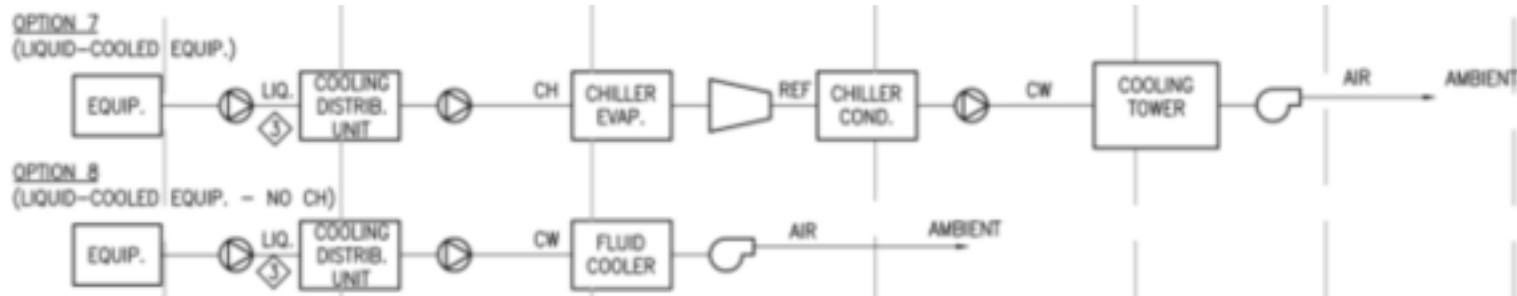 OPTION 7
(LIQUID-COOLED EQUIP.)
EQUIP.
LIQ.
3
COOLING
DISTRIB.
UNIT
CH
CHILLER
EVAP.
REF
CHILLER
COND.
CW
COOLING
TOWER
AIR
AMBIENT
OPTION 8
(LIQUID-COOLED EQUIP. - NO CH)
EQUIP.
LIQ.
3
COOLING
DISTRIB.
UNIT
CW
FLUID
COOLER
AIR
AMBIENT